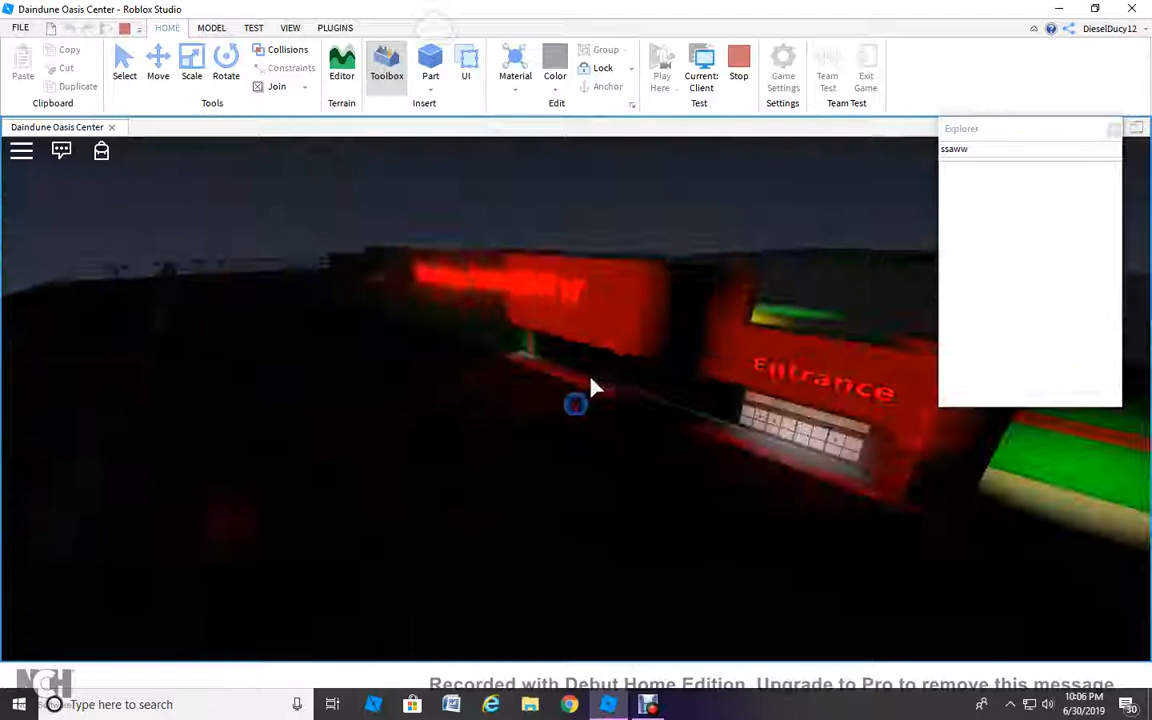 Daindune Oasis Center - Roblox Studio
FILE HOME MODEL TEST VIEW PLUGINS DieselDucy12
Paste Copy Cut Duplicate Select Move Scale Rotate Collisions Constraints Join Editor Toolbox Part UI Material Color Group Lock Anchor Play Here Current: Client Stop Game Settings Team Test Exit Game
Clipboard Tools Terrain Insert Edit Test Settings Team Test
Daindune Oasis Center
Explorer
ssaww
Entrance
NCH
Recorded with Debut Home Edition. Upgrade to Pro to remove this message
Type here to search
10:06 PM
6/30/2019
30